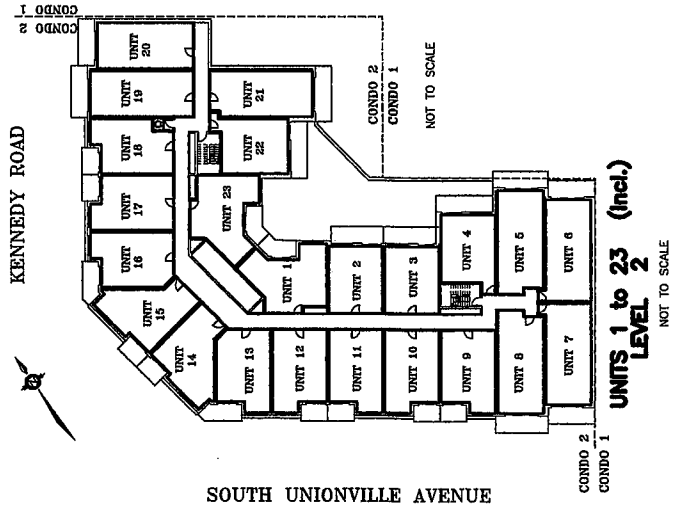 CONDO 1
CONDO 2
UNIT 20
UNIT 19
UNIT 21
UNIT 18
UNIT 22
UNIT 17
UNIT 23
UNIT 16
UNIT 15
UNIT 14
UNIT 1
UNIT 2
UNIT 3
UNIT 4
UNIT 5
UNIT 6
UNIT 13
UNIT 12
UNIT 11
UNIT 10
UNIT 9
UNIT 8
UNIT 7
CONDO 2
CONDO 1
NOT TO SCALE
KENNEDY ROAD
UNITS 1 to 23 (Incl.)
LEVEL 2
NOT TO SCALE
CONDO 2
CONDO 1
SOUTH UNIONVILLE AVENUE